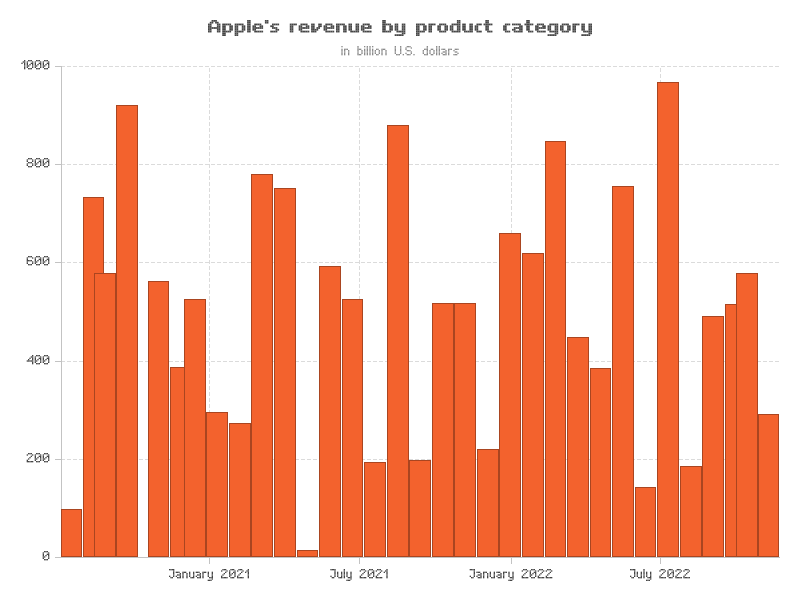 Apple's revenue by product category
in billion U.S. dollars
1000
800
600
400
200
0
January 2021
July 2021
January 2022
July 2022